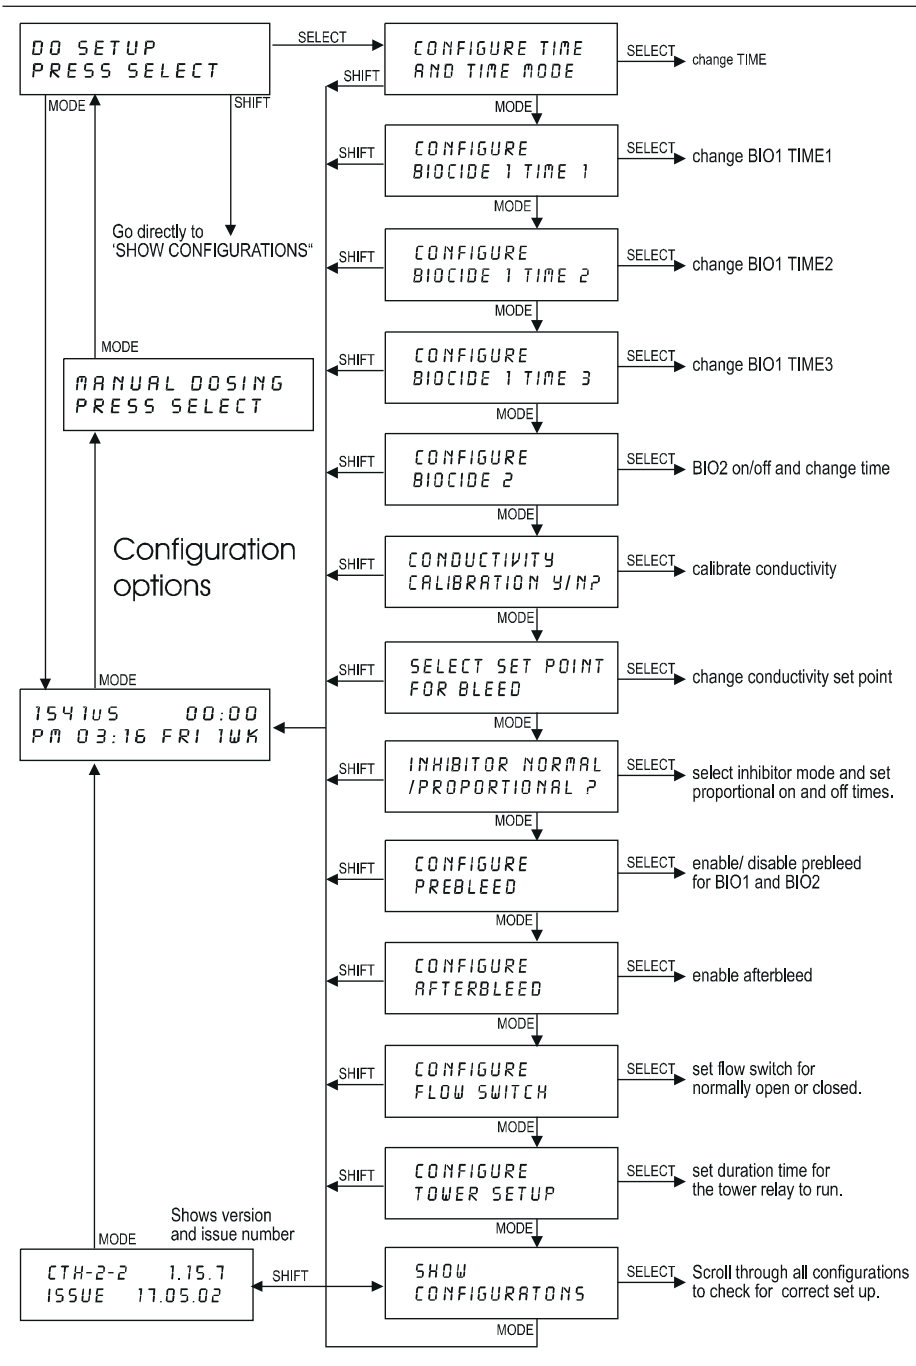 DO SETUP
PRESS SELECT
SELECT
CONFIGURE TIME
AND TIME MODE
SELECT
change TIME
MODE
SHIFT
SHIFT
MODE
CONFIGURE
BIOCIDE 1 TIME 1
SHIFT
SELECT
change BIO1 TIME1
MODE
Go directly to
'SHOW CONFIGURATIONS“
CONFIGURE
BIOCIDE 1 TIME 2
SHIFT
SELECT
change BIO1 TIME2
MODE
MODE
MANUAL DOSING
PRESS SELECT
CONFIGURE
BIOCIDE 1 TIME 3
SHIFT
SELECT
change BIO1 TIME3
MODE
CONFIGURE
BIOCIDE 2
SHIFT
SELECT
BIO2 on/off and change time
MODE
Configuration
options
CONDUCTIVITY
CALIBRATION Y/N?
SHIFT
SELECT
calibrate conductivity
MODE
SELECT SET POINT
FOR BLEED
SHIFT
SELECT
change conductivity set point
MODE
MODE
1541uS 00:00
PM 03:16 FRI 1WK
INHIBITOR NORMAL
/PROPORTIONAL ?
SHIFT
SELECT
select inhibitor mode and set
proportional on and off times.
MODE
CONFIGURE
PREBLEED
SHIFT
SELECT
enable/ disable prebleed
for BIO1 and BIO2
MODE
CONFIGURE
AFTERBLEED
SHIFT
SELECT
enable afterbleed
MODE
CONFIGURE
FLOW SWITCH
SHIFT
SELECT
set flow switch for
normally open or closed.
MODE
CONFIGURE
TOWER SETUP
SHIFT
SELECT
set duration time for
the tower relay to run.
MODE
Shows version
and issue number
MODE
CTH-2-2 1.15.7
ISSUE 17.05.02
SHIFT
SHOW
CONFIGURATONS
SELECT
Scroll through all configurations
to check for correct set up.
MODE